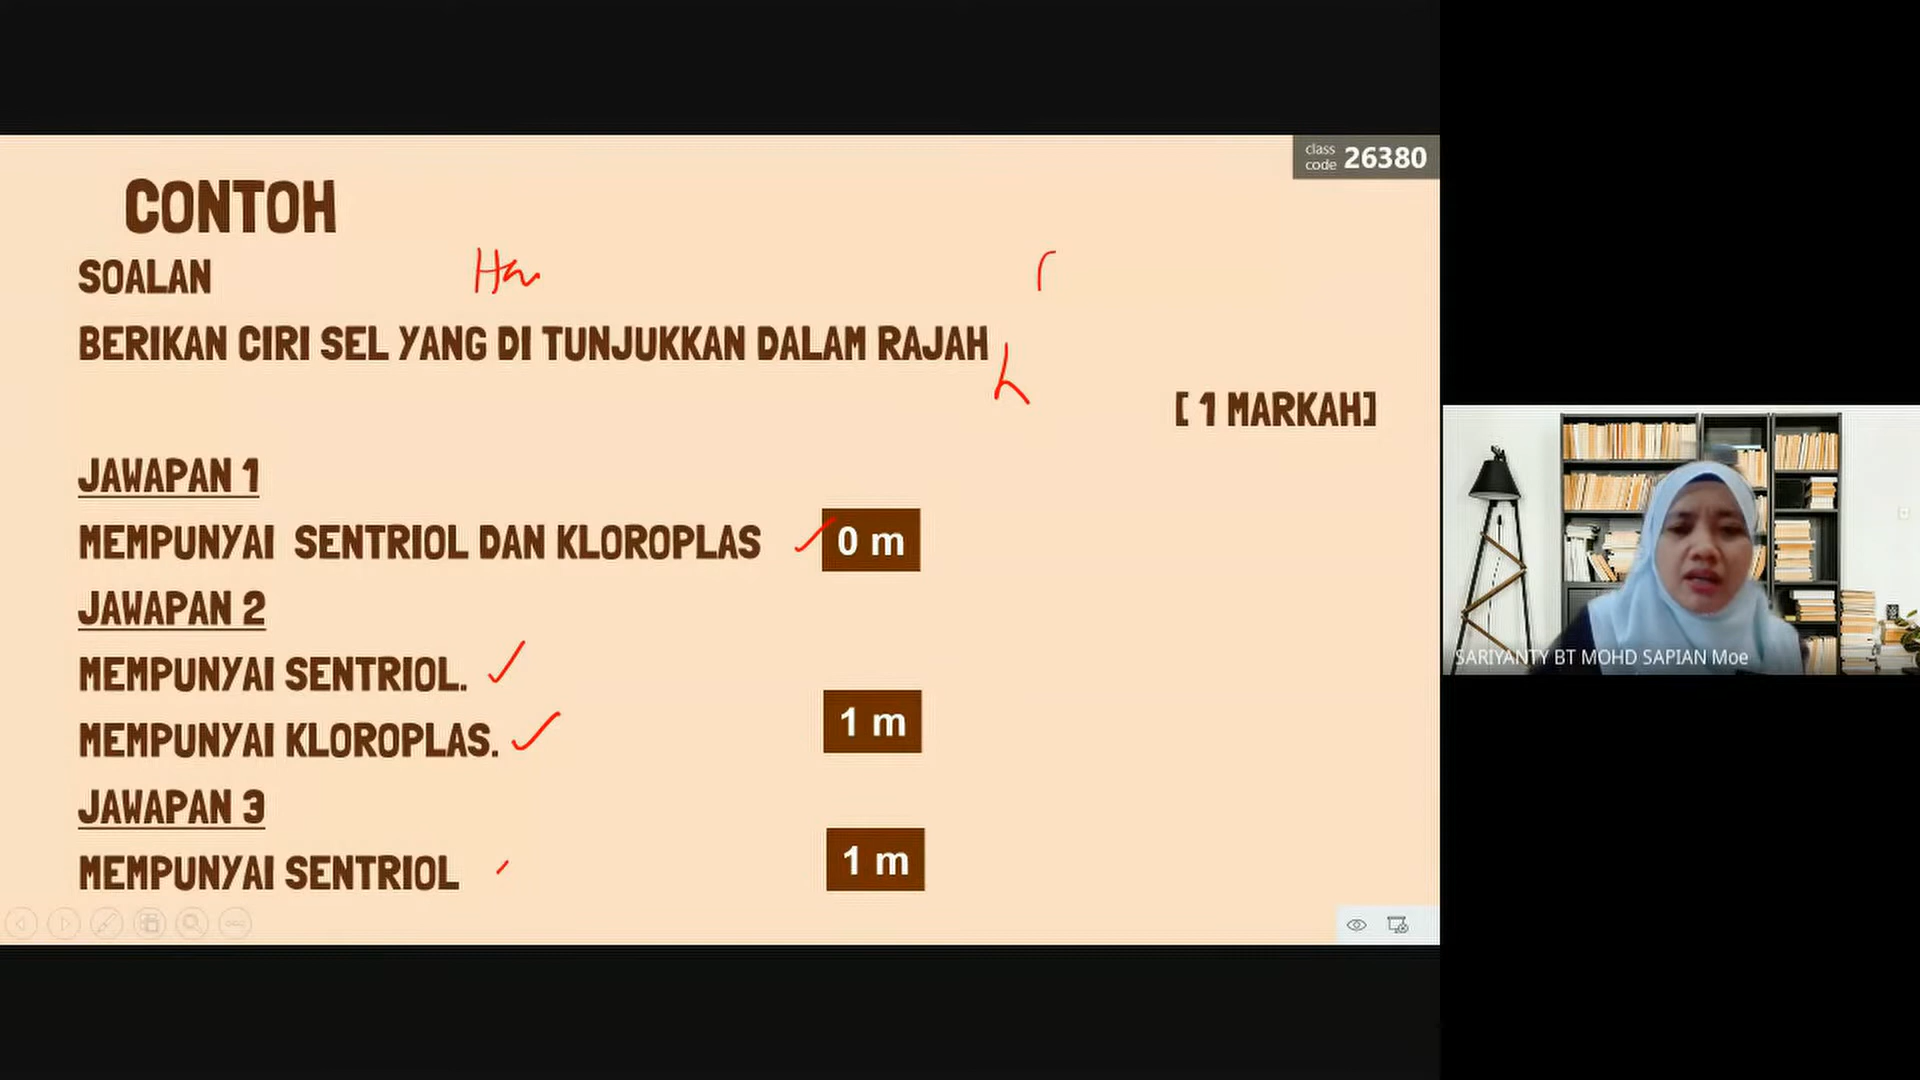 class code 26380
CONTOH
SOALAN
BERIKAN CIRI SEL YANG DI TUNJUKKAN DALAM RAJAH
[ 1 MARKAH]
JAWAPAN 1
MEMPUNYAI SENTRIOL DAN KLOROPLAS 0 m
JAWAPAN 2
MEMPUNYAI SENTRIOL.
MEMPUNYAI KLOROPLAS. 1 m
JAWAPAN 3
MEMPUNYAI SENTRIOL 1 m
SARIYANTY BT MOHD SAPIAN Moe